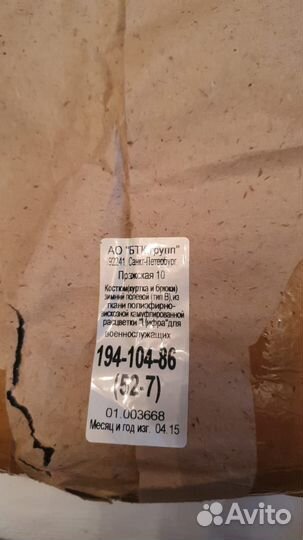 АО "БТК групп"
192241 Санкт-Петербург
Пражская 10
Костюм(куртка и брюки)
зимний полевой (тип В),из
ткани полиэфирно-
вискозной камуфлированной
расцветки "Цифра"для
военнослужащих
194-104-86
(52-7)
01.003668
Месяц и год изг. 04.15
Avito